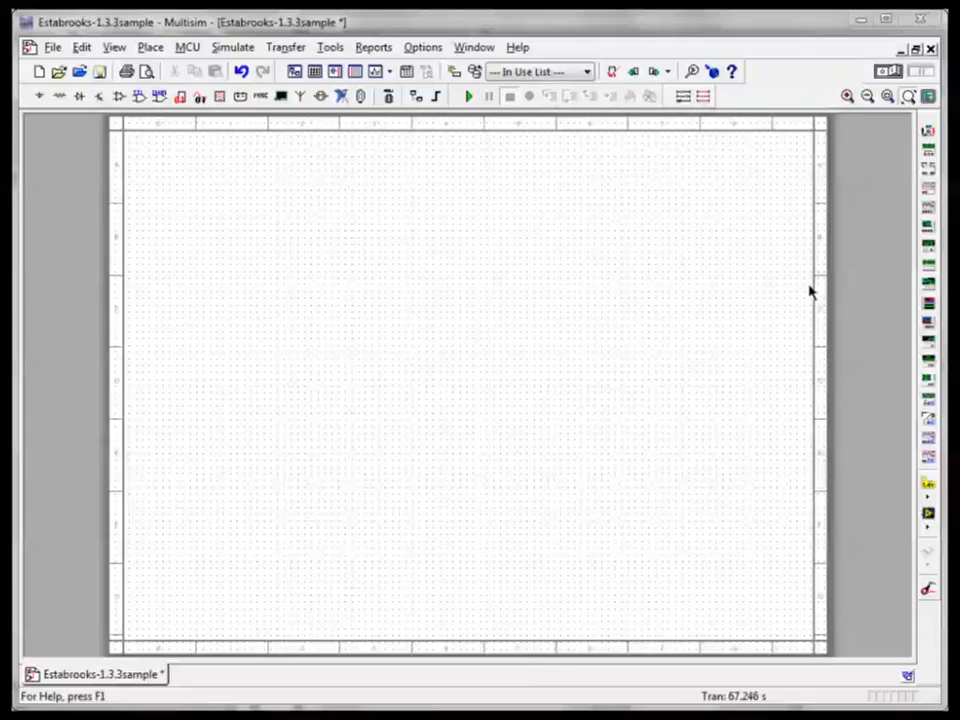 Estabrooks-1.3.3sample - Multisim - [Estabrooks-1.3.3sample *]
File Edit View Place MCU Simulate Transfer Tools Reports Options Window Help
--- In Use List ---
Estabrooks-1.3.3sample *
For Help, press F1 Tran: 67.246 s